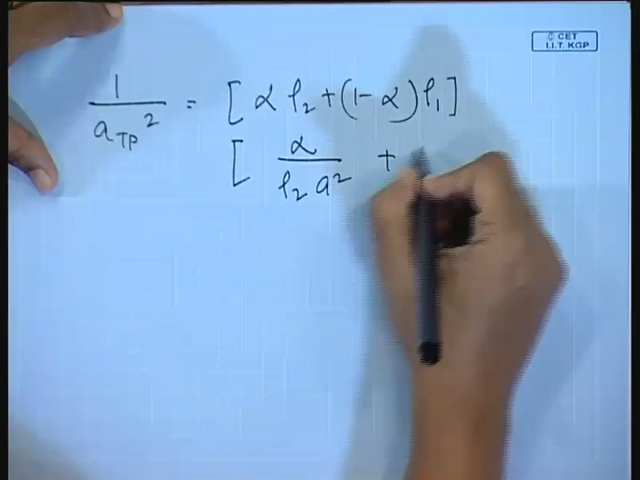 © CET
I.I.T. KGP
1/a_TP² = [α ρ₂ + (1 - α) ρ₁]
[α/(ρ₂ a²) +